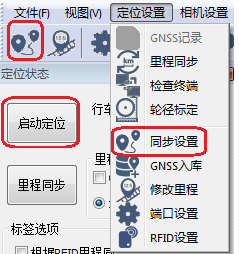 文件(F) 视图(V) 定位设置 相机设置
GNSS记录
里程同步
检查终端
轮径标定
同步设置
GNSS入库
修改里程
端口设置
RFID设置
定位状态
启动定位
行车
里程同步
里程
标签选项
根据RFID里程同